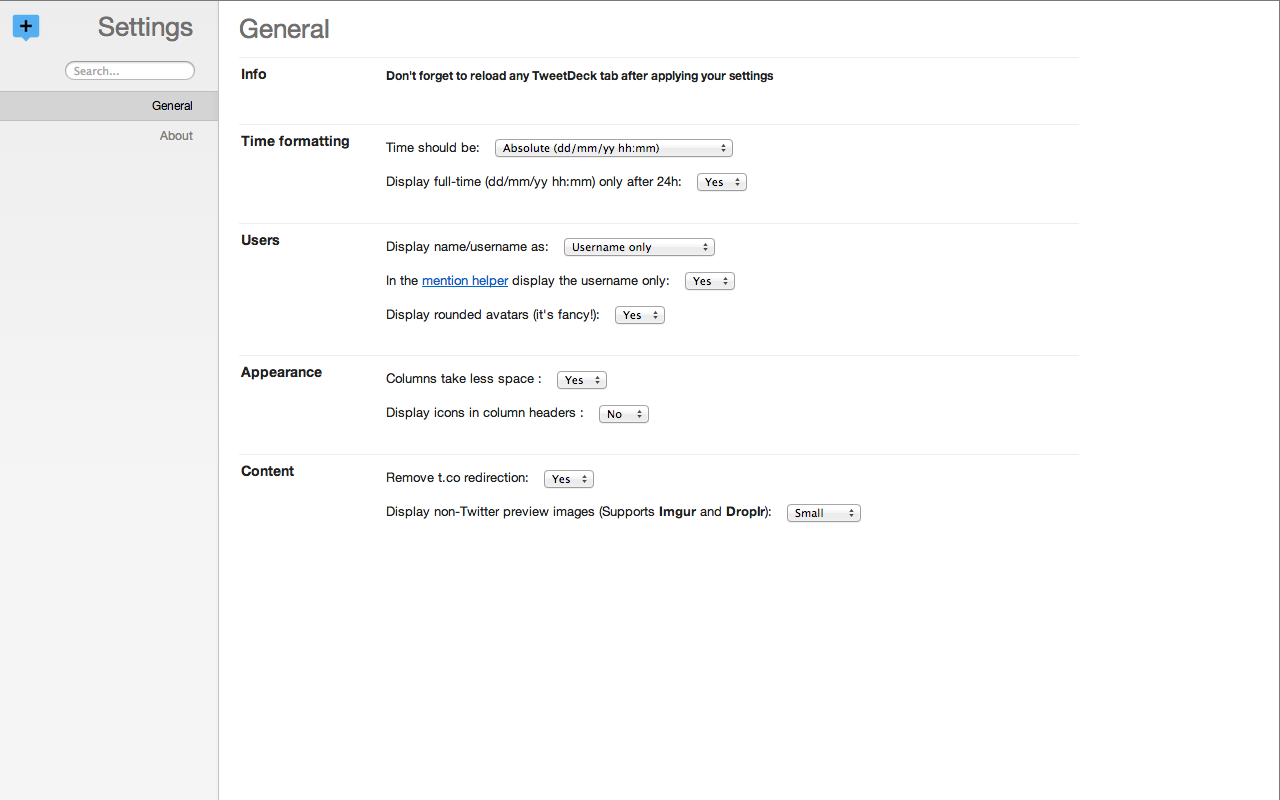 Settings
Search...
General
About
General
Info
Don't forget to reload any TweetDeck tab after applying your settings
Time formatting
Time should be: Absolute (dd/mm/yy hh:mm)
Display full-time (dd/mm/yy hh:mm) only after 24h: Yes
Users
Display name/username as: Username only
In the mention helper display the username only: Yes
Display rounded avatars (it's fancy!): Yes
Appearance
Columns take less space : Yes
Display icons in column headers : No
Content
Remove t.co redirection: Yes
Display non-Twitter preview images (Supports Imgur and Droplr): Small